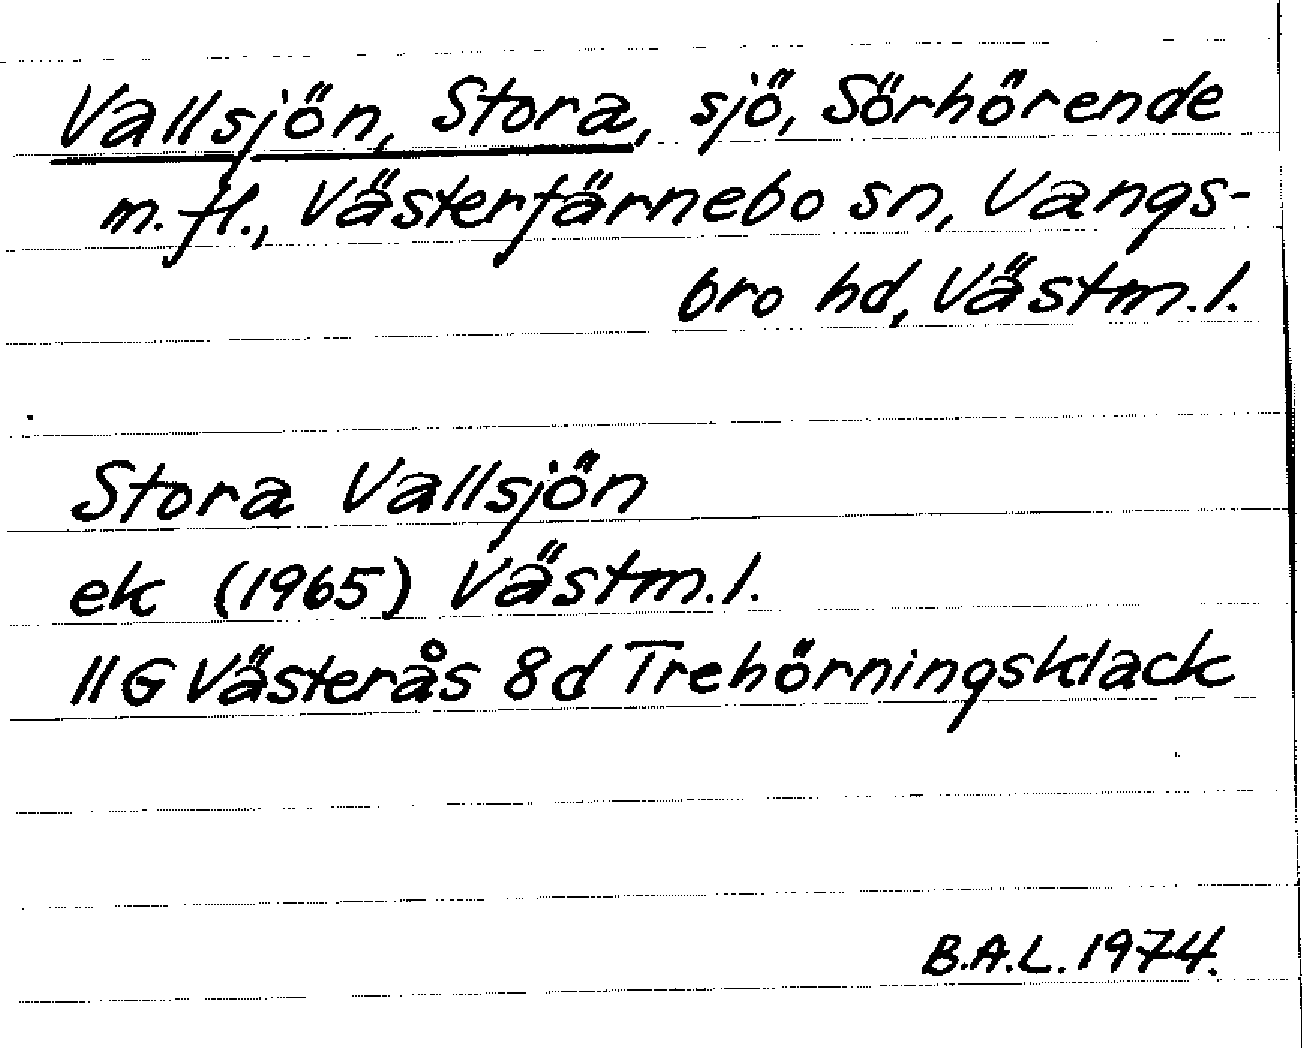 Vallsjön, Stora, sjö, Sörhörende
m.fl., Västerfärnebo sn, Vangs-
bro hd, Västm.l.
Stora Vallsjön
ek (1965) Västm.l.
11G Västerås 8d Trehörningsklack
B.A.L. 1974.